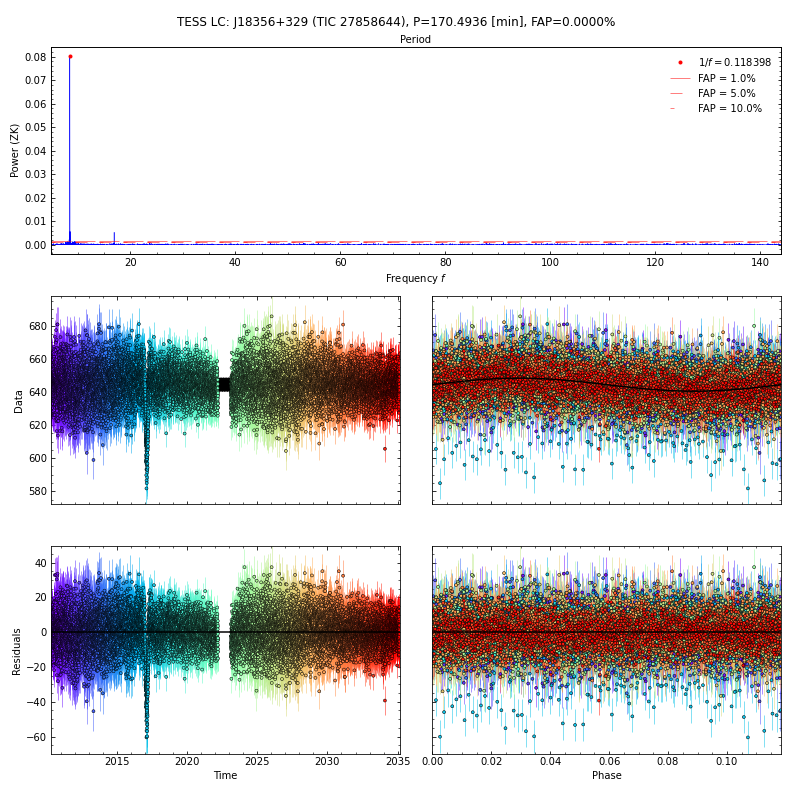 TESS LC: J18356+329 (TIC 27858644), P=170.4936 [min], FAP=0.0000%
Period
0.08
0.07
0.06
0.05
0.04
0.03
0.02
0.01
0.00
Power (ZK)
1/f = 0.118398
FAP = 1.0%
FAP = 5.0%
FAP = 10.0%
20 40 60 80 100 120 140
Frequency f
680
660
640
620
600
580
Data
40
20
0
−20
−40
−60
Residuals
2015 2020 2025 2030 2035
Time
0.00 0.02 0.04 0.06 0.08 0.10
Phase